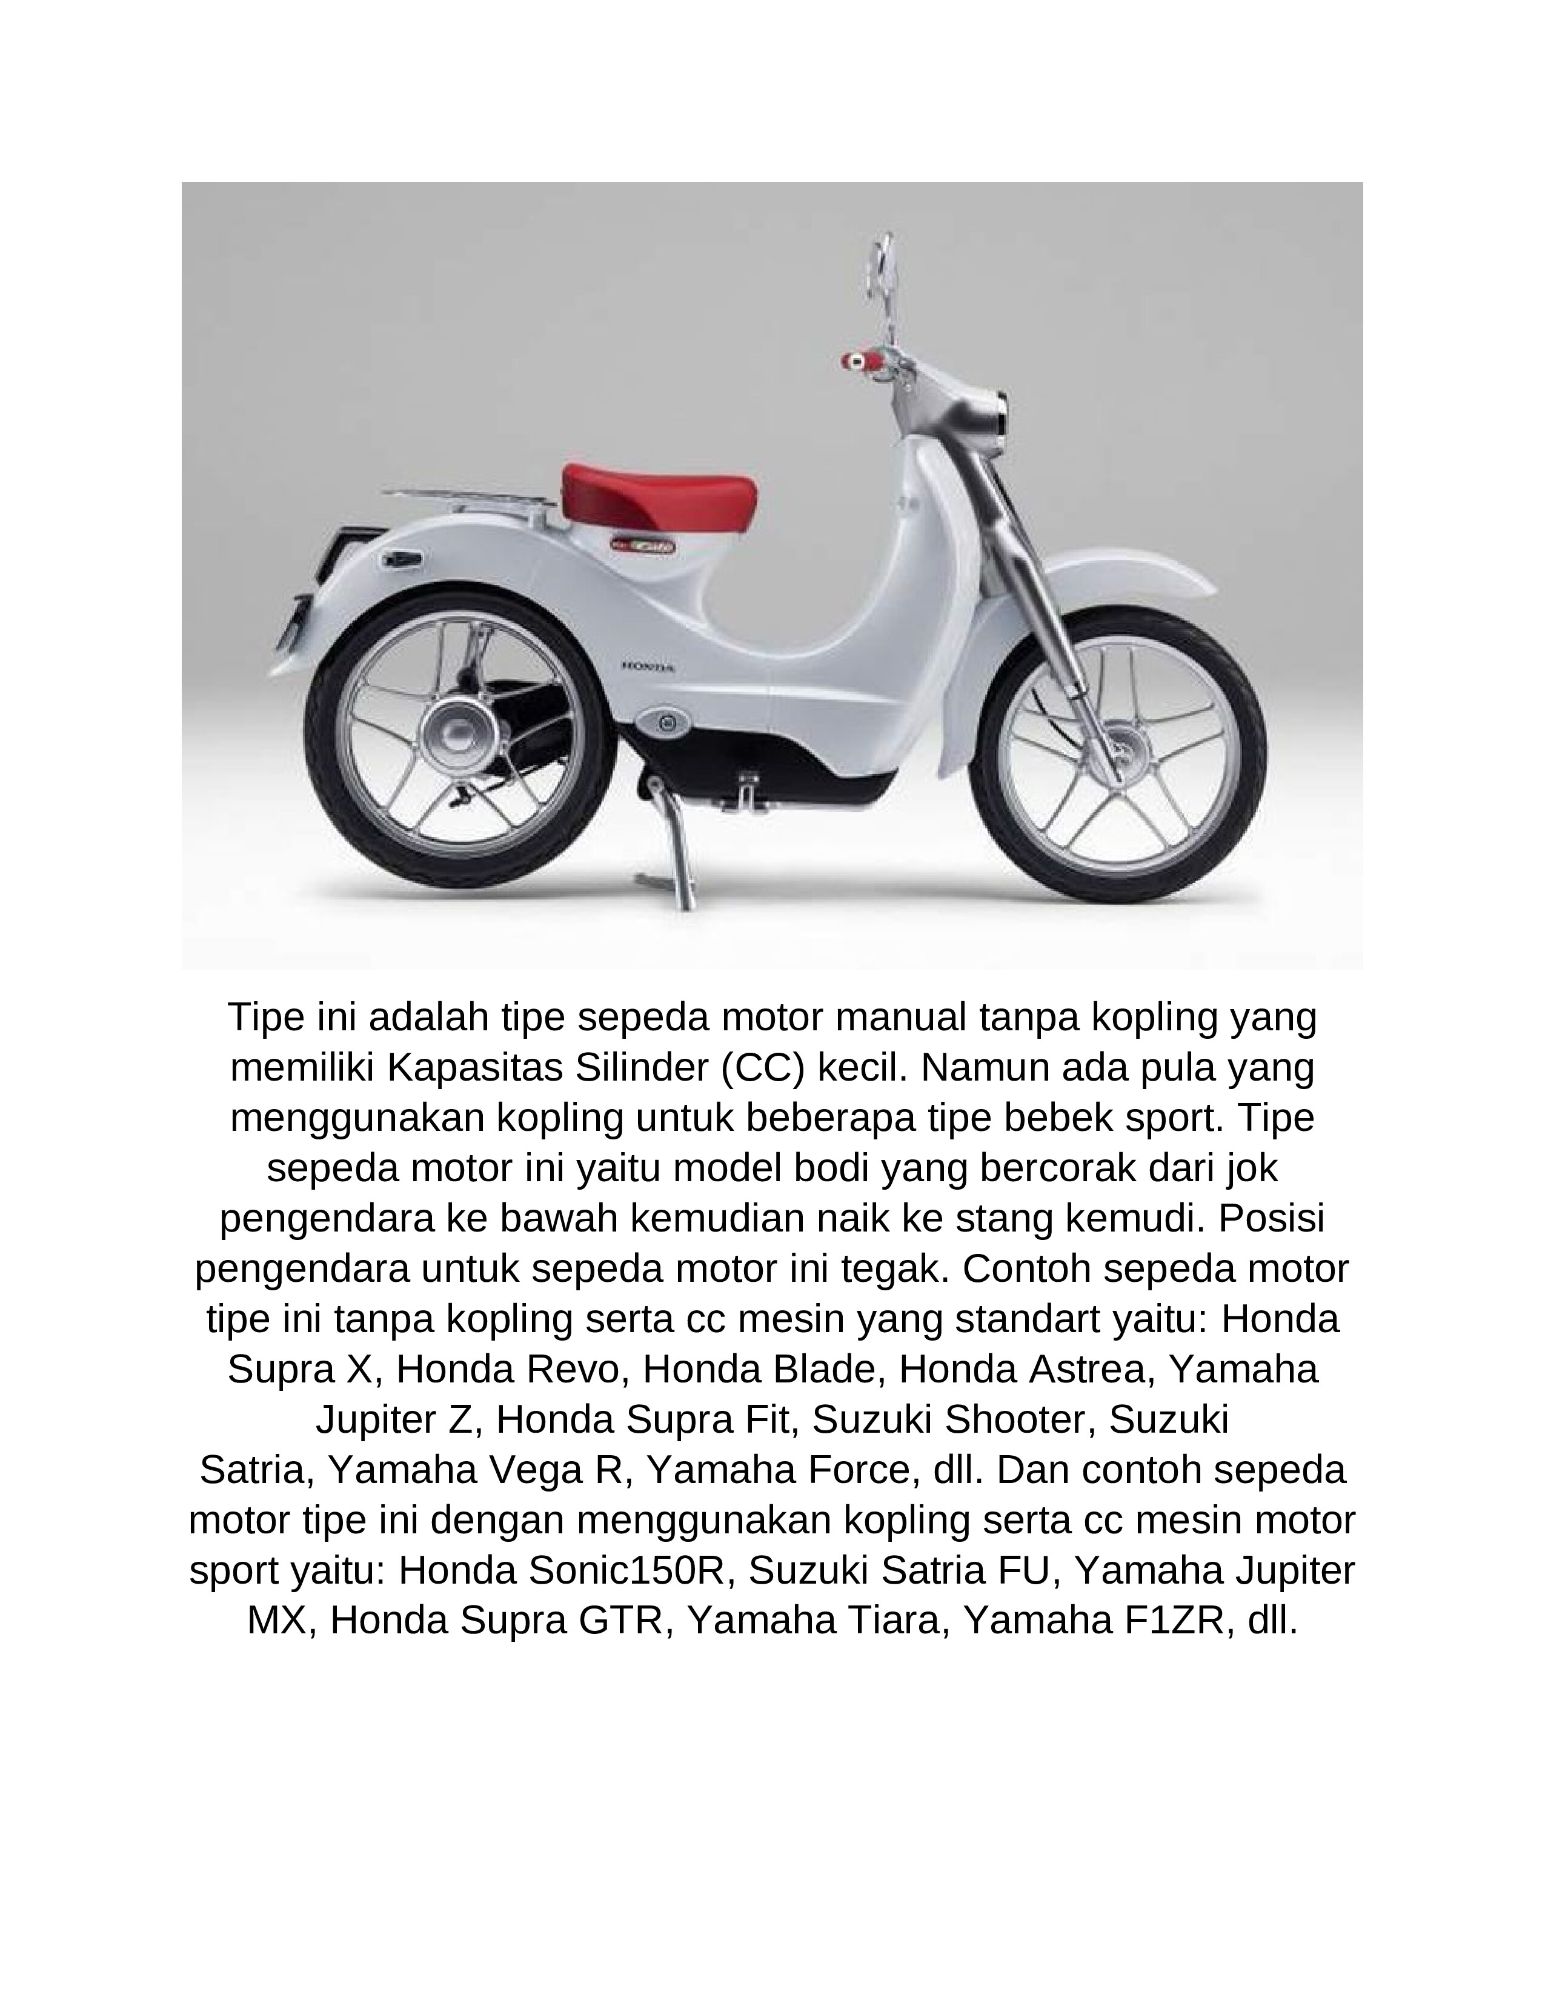 HONDA
Tipe ini adalah tipe sepeda motor manual tanpa kopling yang
memiliki Kapasitas Silinder (CC) kecil. Namun ada pula yang
menggunakan kopling untuk beberapa tipe bebek sport. Tipe
sepeda motor ini yaitu model bodi yang bercorak dari jok
pengendara ke bawah kemudian naik ke stang kemudi. Posisi
pengendara untuk sepeda motor ini tegak. Contoh sepeda motor
tipe ini tanpa kopling serta cc mesin yang standart yaitu: Honda
Supra X, Honda Revo, Honda Blade, Honda Astrea, Yamaha
Jupiter Z, Honda Supra Fit, Suzuki Shooter, Suzuki
Satria, Yamaha Vega R, Yamaha Force, dll. Dan contoh sepeda
motor tipe ini dengan menggunakan kopling serta cc mesin motor
sport yaitu: Honda Sonic150R, Suzuki Satria FU, Yamaha Jupiter
MX, Honda Supra GTR, Yamaha Tiara, Yamaha F1ZR, dll.